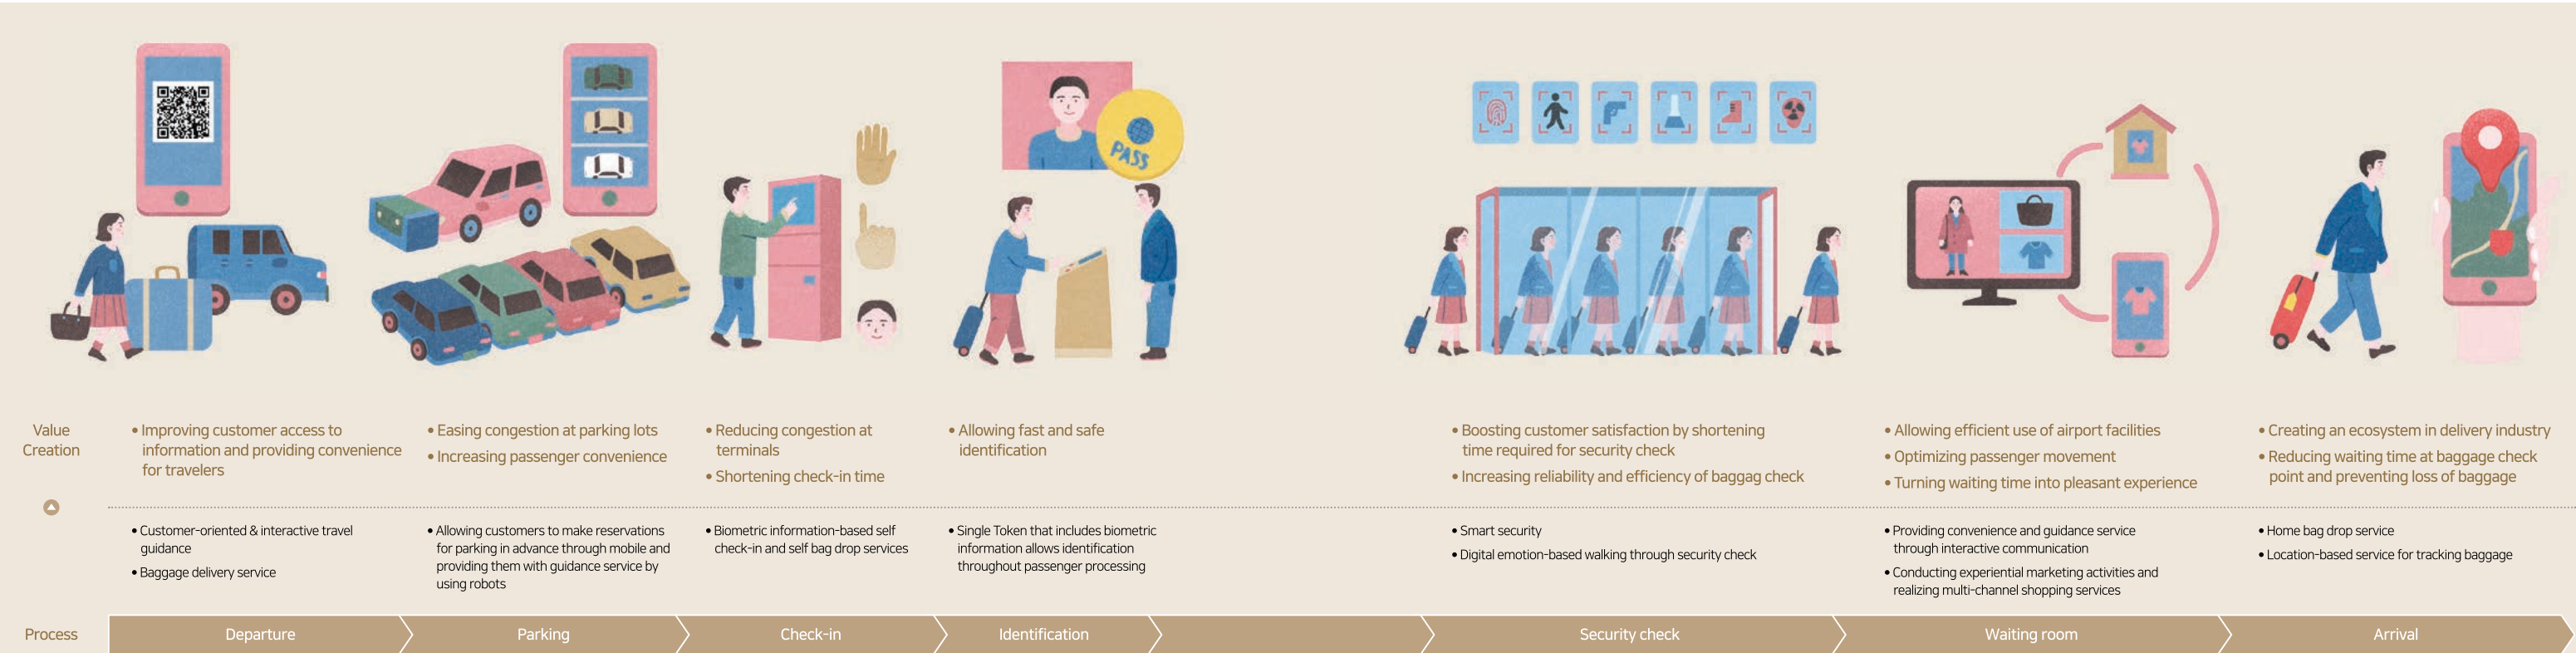 PASS
Value
Creation
• Improving customer access to
information and providing convenience
for travelers
• Easing congestion at parking lots
• Increasing passenger convenience
• Reducing congestion at
terminals
• Shortening check-in time
• Allowing fast and safe
identification
• Boosting customer satisfaction by shortening
time required for security check
• Increasing reliability and efficiency of baggag check
• Allowing efficient use of airport facilities
• Optimizing passenger movement
• Turning waiting time into pleasant experience
• Creating an ecosystem in delivery industry
• Reducing waiting time at baggage check
point and preventing loss of baggage
• Customer-oriented & interactive travel
guidance
• Baggage delivery service
• Allowing customers to make reservations
for parking in advance through mobile and
providing them with guidance service by
using robots
• Biometric information-based self
check-in and self bag drop services
• Single Token that includes biometric
information allows identification
throughout passenger processing
• Smart security
• Digital emotion-based walking through security check
• Providing convenience and guidance service
through interactive communication
• Conducting experiential marketing activities and
realizing multi-channel shopping services
• Home bag drop service
• Location-based service for tracking baggage
Process
Departure
Parking
Check-in
Identification
Security check
Waiting room
Arrival